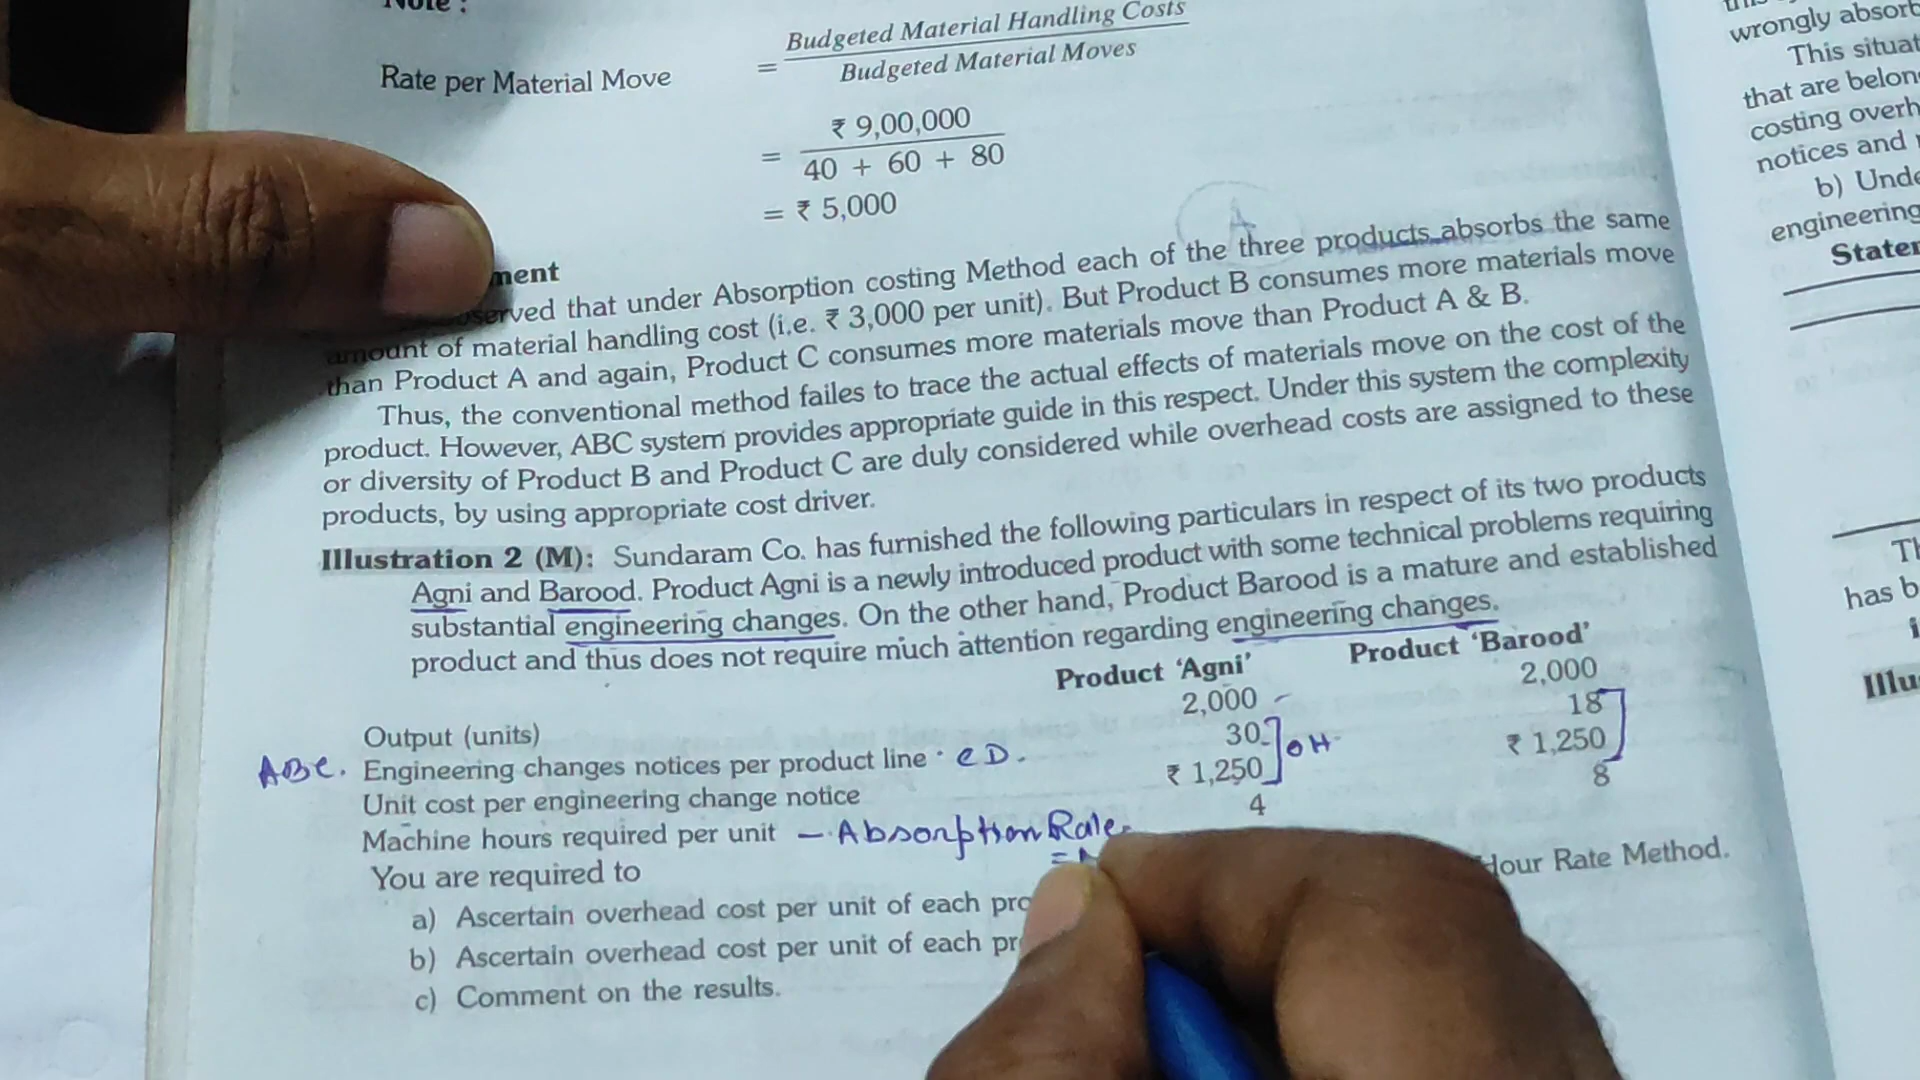 Note :
Rate per Material Move = Budgeted Material Handling Costs
Budgeted Material Moves
= ₹ 9,00,000
40 + 60 + 80
= ₹ 5,000
A
served that under Absorption costing Method each of the three products absorbs the same
amount of material handling cost (i.e. ₹ 3,000 per unit). But Product B consumes more materials move
than Product A and again, Product C consumes more materials move than Product A & B.
Thus, the conventional method failes to trace the actual effects of materials move on the cost of the
product. However, ABC system provides appropriate guide in this respect. Under this system the complexity
or diversity of Product B and Product C are duly considered while overhead costs are assigned to these
products, by using appropriate cost driver.
Illustration 2 (M): Sundaram Co. has furnished the following particulars in respect of its two products
Agni and Barood. Product Agni is a newly introduced product with some technical problems requiring
substantial engineering changes. On the other hand, Product Barood is a mature and established
product and thus does not require much attention regarding engineering changes.
Product ‘Agni’ Product ‘Barood’
Output (units) 2,000 2,000
ABC. Engineering changes notices per product line CD. 30 OH 18
Unit cost per engineering change notice ₹ 1,250 ₹ 1,250
Machine hours required per unit – Absorption Rate 4 8
You are required to
a) Ascertain overhead cost per unit of each Hour Rate Method.
b) Ascertain overhead cost per unit of each
c) Comment on the results.
wrongly
This
that are
costing
notices and
b)
engineering
has